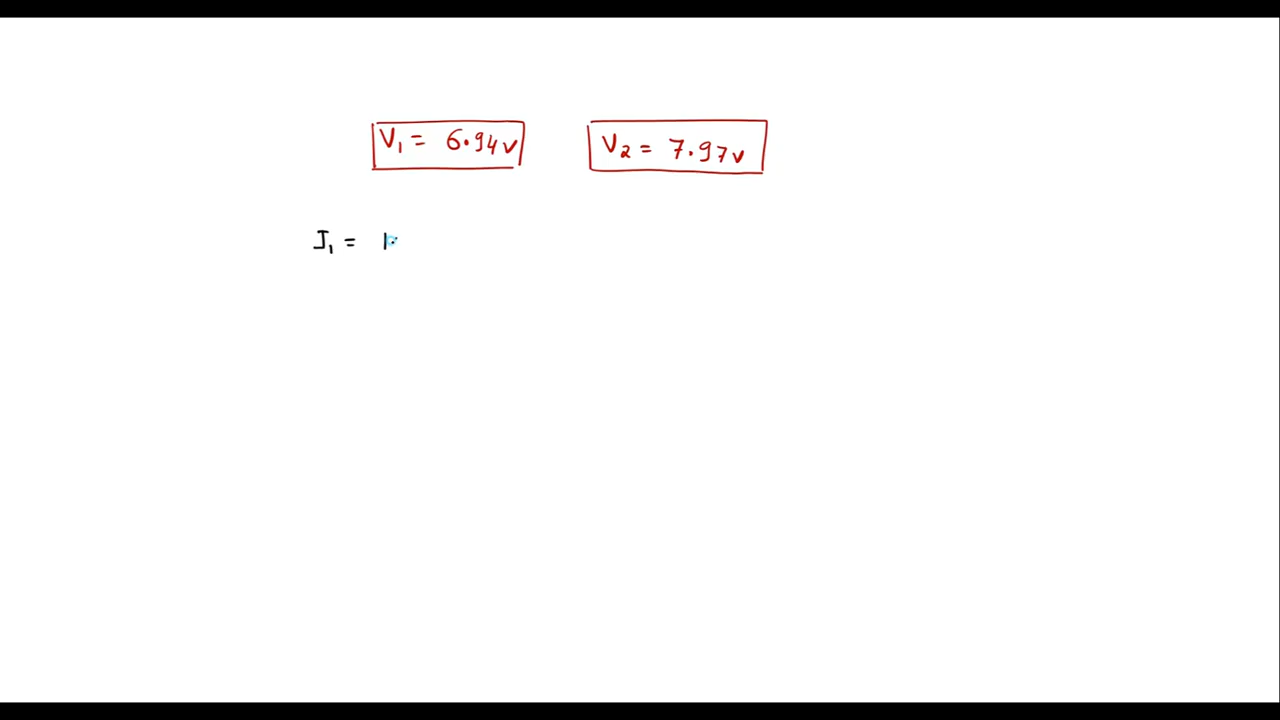 V₁ = 6.94v V₂ = 7.97v
I₁ =